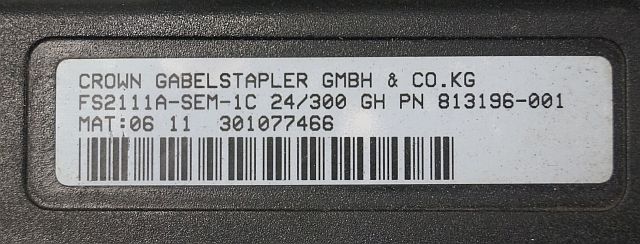 CROWN GABELSTAPLER GMBH & CO.KG
FS2111A-SEM-1C 24/300 GH PN 813196-001
MAT:06 11 301077466